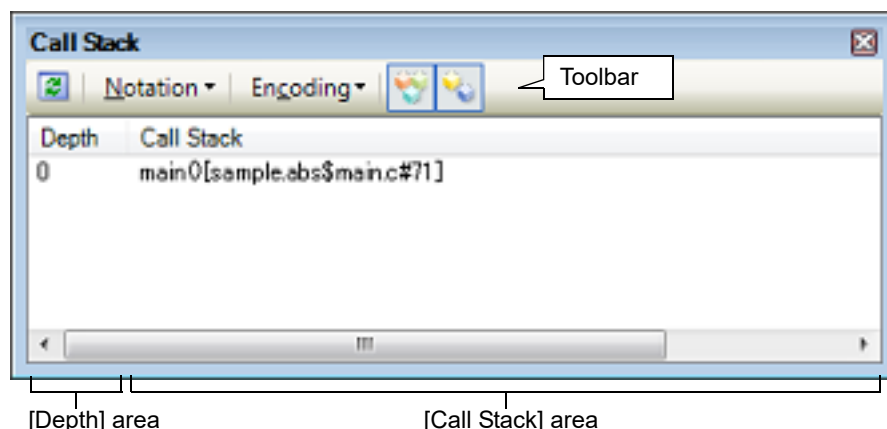 Call Stack
Notation Encoding Toolbar
Depth Call Stack
0 main()[sample.abs$main.c#71]
[Depth] area [Call Stack] area